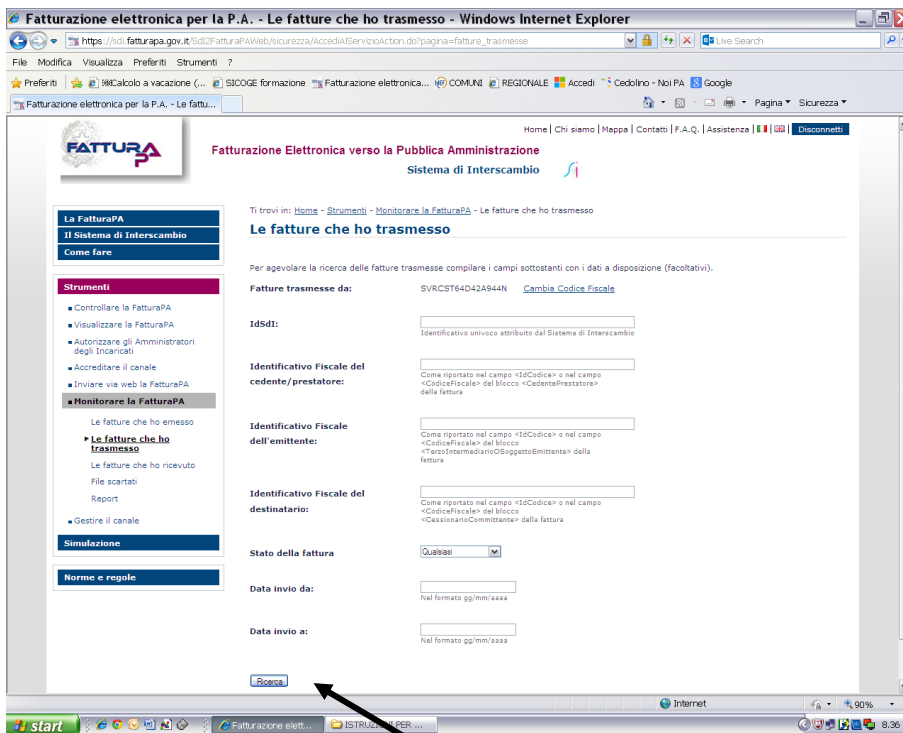 Fatturazione elettronica per la P.A. - Le fatture che ho trasmesso - Windows Internet Explorer
https://sdi.fatturapa.gov.it/SdI2FatturaPAWeb/sicurezza/AccediAlServizioAction.do?pagina=fatture_trasmesse
Live Search
File Modifica Visualizza Preferiti Strumenti ?
Preferiti
Calcolo a vacazione (...
SICOGE formazione
Fatturazione elettronica...
COMUNI
REGIONALE
Accedi
Cedolino - Noi PA
Google
Fatturazione elettronica per la P.A. - Le fattu...
Pagina
Sicurezza
Home | Chi siamo | Mappa | Contatti | F.A.Q. | Assistenza |
Disconnetti
FATTURA
P
Fatturazione Elettronica verso la Pubblica Amministrazione
Sistema di Interscambio
La FatturaPA
Il Sistema di Interscambio
Come fare
Strumenti
Controllare la FatturaPA
Visualizzare la FatturaPA
Autorizzare gli Amministratori
degli Incaricati
Accreditare il canale
Inviare via web la FatturaPA
Monitorare la FatturaPA
Le fatture che ho emesso
Le fatture che ho
trasmesso
Le fatture che ho ricevuto
File scartati
Report
Gestire il canale
Simulazione
Norme e regole
Ti trovi in: Home - Strumenti - Monitorare la FatturaPA - Le fatture che ho trasmesso
Le fatture che ho trasmesso
Per agevolare la ricerca delle fatture trasmesse compilare i campi sottostanti con i dati a disposizione (facoltativi).
Fatture trasmesse da: SVRCST64D42A944N Cambia Codice Fiscale
IdSdI:
Identificativo univoco attribuito dal Sistema di Interscambio
Identificativo Fiscale del
cedente/prestatore:
Come riportato nel campo <IdCodice> o nel campo
<CodiceFiscale> del blocco <CedentePrestatore>
della fattura
Identificativo Fiscale
dell'emittente:
Come riportato nel campo <IdCodice> o nel campo
<CodiceFiscale> del blocco
<TerzoIntermediarioOSoggettoEmittente> della
fattura
Identificativo Fiscale del
destinatario:
Come riportato nel campo <IdCodice> o nel campo
<CodiceFiscale> del blocco
<CessionarioCommittente> della fattura
Stato della fattura Qualsiasi
Data invio da:
Nel formato gg/mm/aaaa
Data invio a:
Nel formato gg/mm/aaaa
Ricerca
Internet
90%
start
Fatturazione elett...
ISTRUZIONI PER ...
8.36